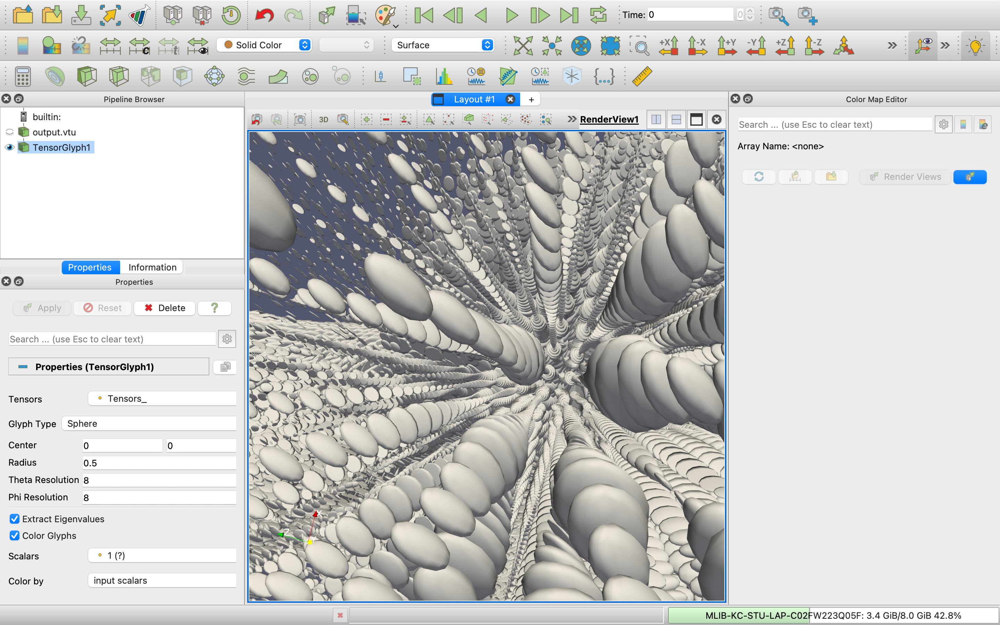 Time: 0 0
c t Solid Color Surface +X -X +Y -Y +Z -Z
Pipeline Browser
builtin:
output.vtu
TensorGlyph1
Properties Information
Properties
Apply Reset Delete ?
Search ... (use Esc to clear text)
Properties (TensorGlyph1)
Tensors Tensors_
Glyph Type Sphere
Center 0 0
Radius 0.5
Theta Resolution 8
Phi Resolution 8
Extract Eigenvalues
Color Glyphs
Scalars 1 (?)
Color by input scalars
Layout #1 +
3D RenderView1
X
Z
Y
Color Map Editor
Search ... (use Esc to clear text) e
Array Name: <none>
Render Views
MLIB-KC-STU-LAP-C02FW223Q05F: 3.4 GiB/8.0 GiB 42.8%